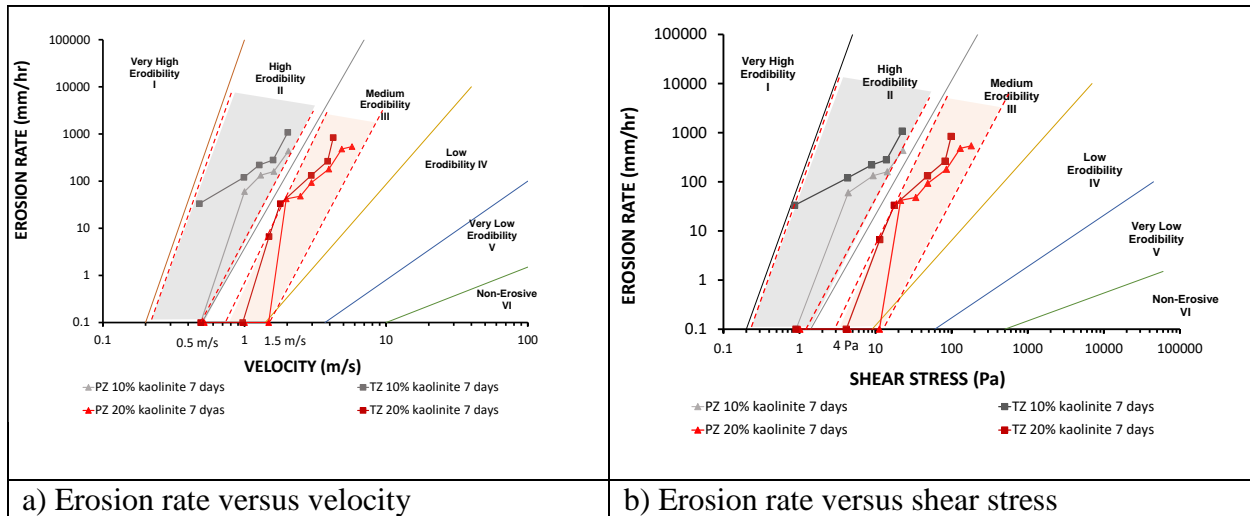 100000
10000
1000
100
10
1
0.1
EROSION RATE (mm/hr)
Very High
Erodibility
I
High
Erodibility
II
Medium
Erodibility
III
Low
Erodibility IV
Very Low
Erodibility
V
Non-Erosive
VI
0.1
1
10
100
0.5 m/s
1.5 m/s
VELOCITY (m/s)
PZ 10% kaolinite 7 days
TZ 10% kaolinite 7 days
PZ 20% kaolinite 7 dyas
TZ 20% kaolinite 7 days
a) Erosion rate versus velocity
100000
10000
1000
100
10
1
0.1
EROSION RATE (mm/hr)
Very High
Erodibility
I
High
Erodibility
II
Medium
Erodibility
III
Low
Erodibility
IV
Very Low
Erodibility
V
Non-Erosive
VI
0.1
1
10
100
1000
10000
100000
4 Pa
SHEAR STRESS (Pa)
PZ 10% kaolinite 7 days
TZ 10% kaolinite 7 days
PZ 20% kaolinite 7 days
TZ 20% kaolinite 7 days
b) Erosion rate versus shear stress